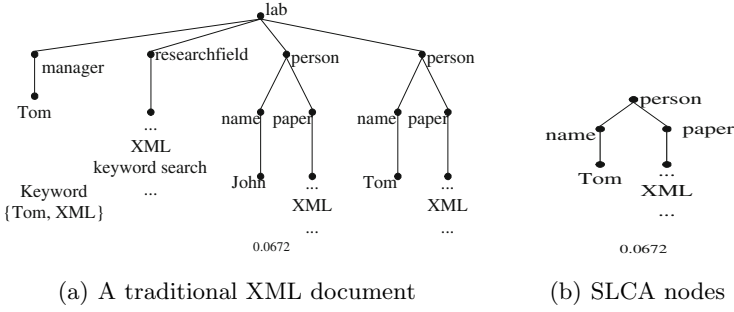 lab
manager
researchfield
person
person
Tom
...
XML
keyword search
...
name
paper
name
paper
John
...
XML
...
Tom
...
XML
...
Keyword
{Tom, XML}
0.0672
(a) A traditional XML document
person
name
paper
Tom
...
XML
...
0.0672
(b) SLCA nodes